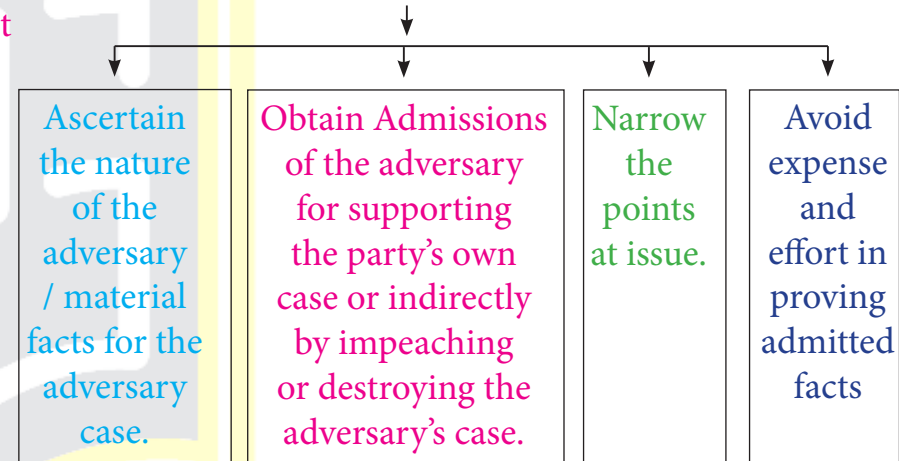 t
Ascertain
the nature
of the
adversary
/ material
facts for the
adversary
case.
Obtain Admissions
of the adversary
for supporting
the party's own
case or indirectly
by impeaching
or destroying the
adversary's case.
Narrow
the
points
at issue.
Avoid
expense
and
effort in
proving
admitted
facts